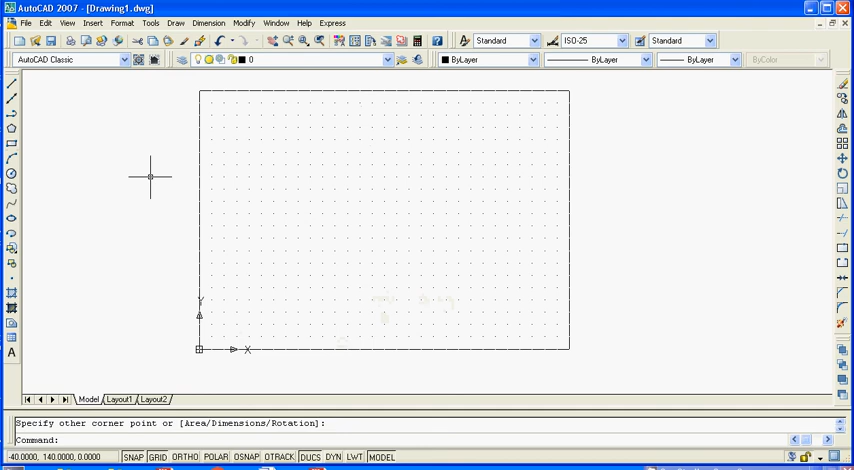 AutoCAD 2007 - [Drawing1.dwg]
File Edit View Insert Format Tools Draw Dimension Modify Window Help Express
Standard ISO-25 Standard
AutoCAD Classic 0 ByLayer ByLayer ByLayer ByColor
Y
X
Model Layout1 Layout2
Specify other corner point or [Area/Dimensions/Rotation]:
Command:
-40.0000, 140.0000, 0.0000 SNAP GRID ORTHO POLAR OSNAP OTRACK DUCS DYN LWT MODEL